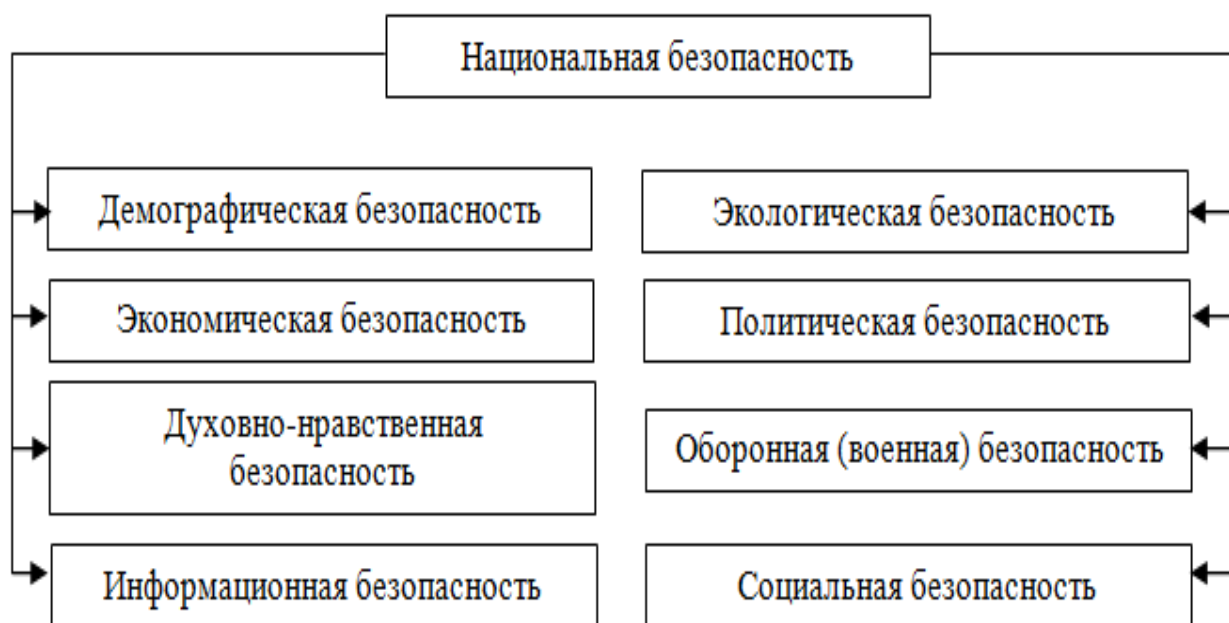 Национальная безопасность
Демографическая безопасность
Экологическая безопасность
Экономическая безопасность
Политическая безопасность
Духовно-нравственная
безопасность
Оборонная (военная) безопасность
Информационная безопасность
Социальная безопасность